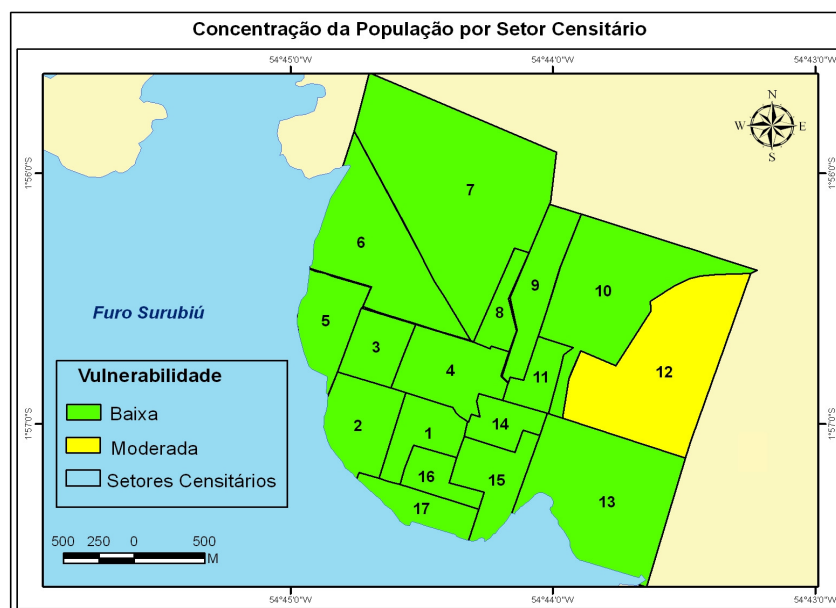 Concentração da População por Setor Censitário
54°45'0"W 54°44'0"W 54°43'0"W
N
W E
S
1°56'0"S 1°56'0"S
7
6
9
10
8
5
Furo Surubiú
3
4
11
12
Vulnerabilidade
Baixa
Moderada
Setores Censitários
1°57'0"S 1°57'0"S
2
1
14
16
15
13
17
500 250 0 500
M
54°45'0"W 54°44'0"W 54°43'0"W